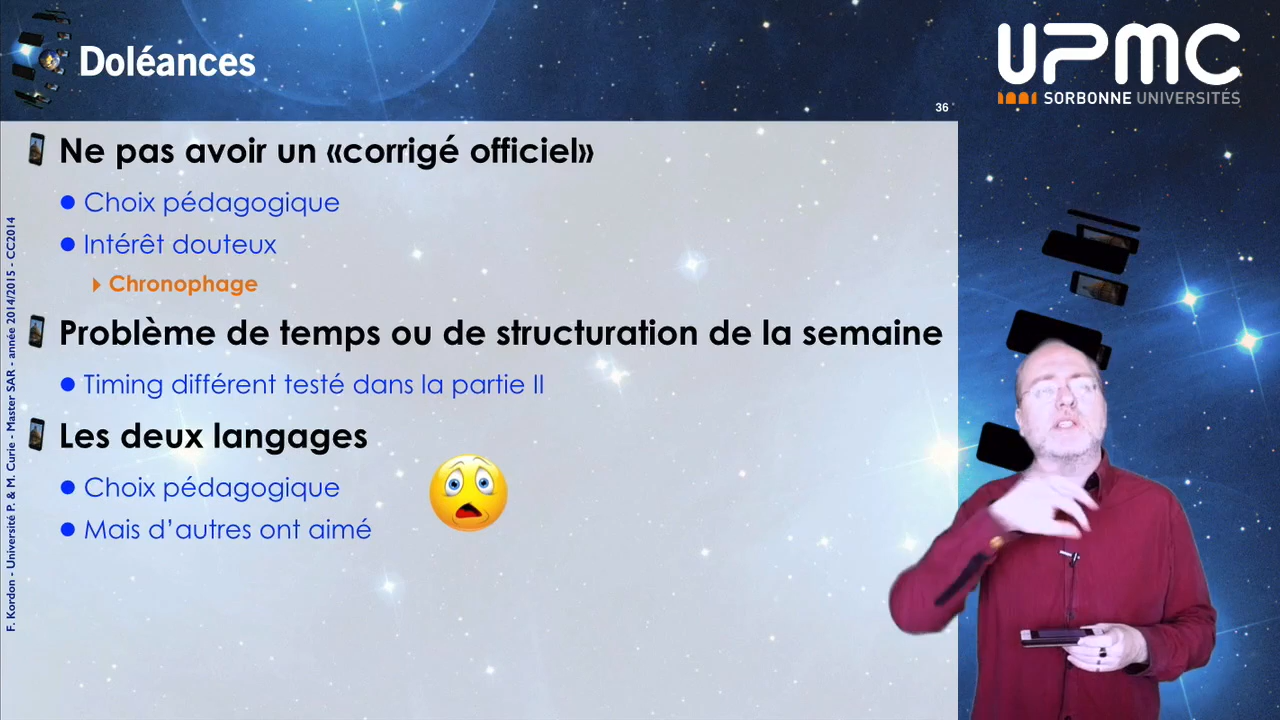 Doléances
UPMC
SORBONNE UNIVERSITÉS
36
Ne pas avoir un «corrigé officiel»
Choix pédagogique
Intérêt douteux
Chronophage
Problème de temps ou de structuration de la semaine
Timing différent testé dans la partie II
Les deux langages
Choix pédagogique
Mais d’autres ont aimé
F. Kordon - Université P. & M. Curie - Master SAR - année 2014/2015 - CC2014